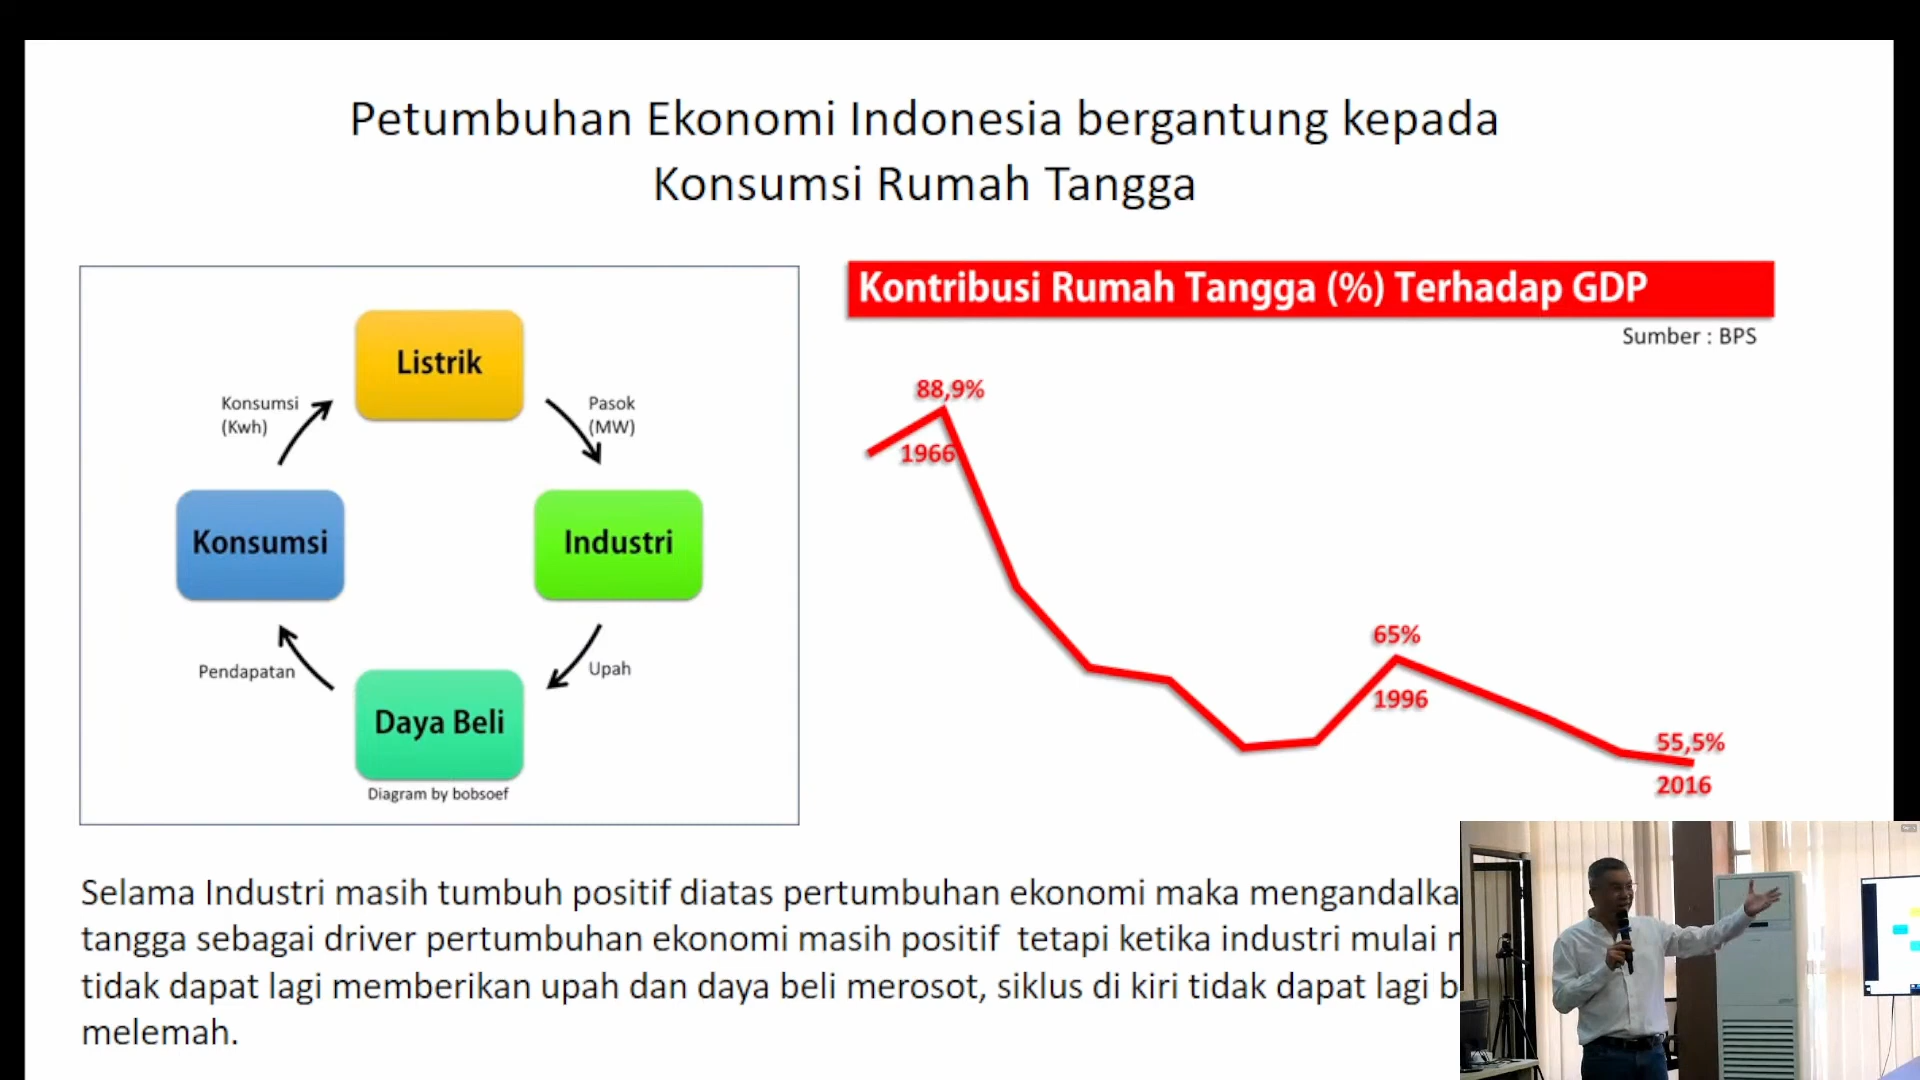 Petumbuhan Ekonomi Indonesia bergantung kepada
Konsumsi Rumah Tangga
Listrik
Konsumsi
(Kwh)
Pasok
(MW)
Konsumsi
Industri
Pendapatan
Upah
Daya Beli
Diagram by bobsoef
Kontribusi Rumah Tangga (%) Terhadap GDP
Sumber : BPS
88,9%
1966
65%
1996
55,5%
2016
Selama Industri masih tumbuh positif diatas pertumbuhan ekonomi maka mengandalka
tangga sebagai driver pertumbuhan ekonomi masih positif tetapi ketika industri mulai
tidak dapat lagi memberikan upah dan daya beli merosot, siklus di kiri tidak dapat lagi b
melemah.